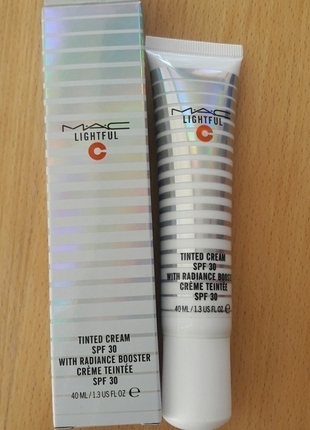 MAC
LIGHTFUL
C
TINTED CREAM
SPF 30
WITH RADIANCE BOOSTER
CRÈME TEINTÉE
SPF 30
40 ML / 1.3 US FL OZ ℮
MAC
LIGHTFUL
C
TINTED CREAM
SPF 30
WITH RADIANCE BOOSTER
CRÈME TEINTÉE
SPF 30
40 ML / 1.3 US FL OZ ℮